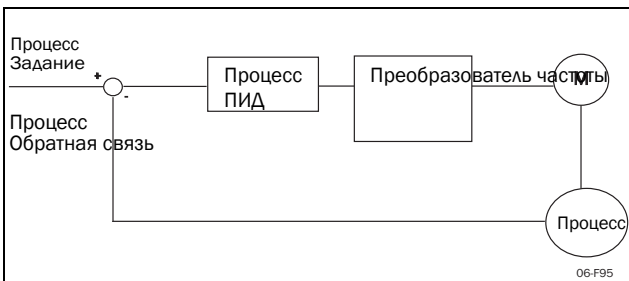 Процесс
Задание
+
-
Процесс
ПИД
Преобразователь частоты
М
Процесс
Обратная связь
Процесс
06-F95